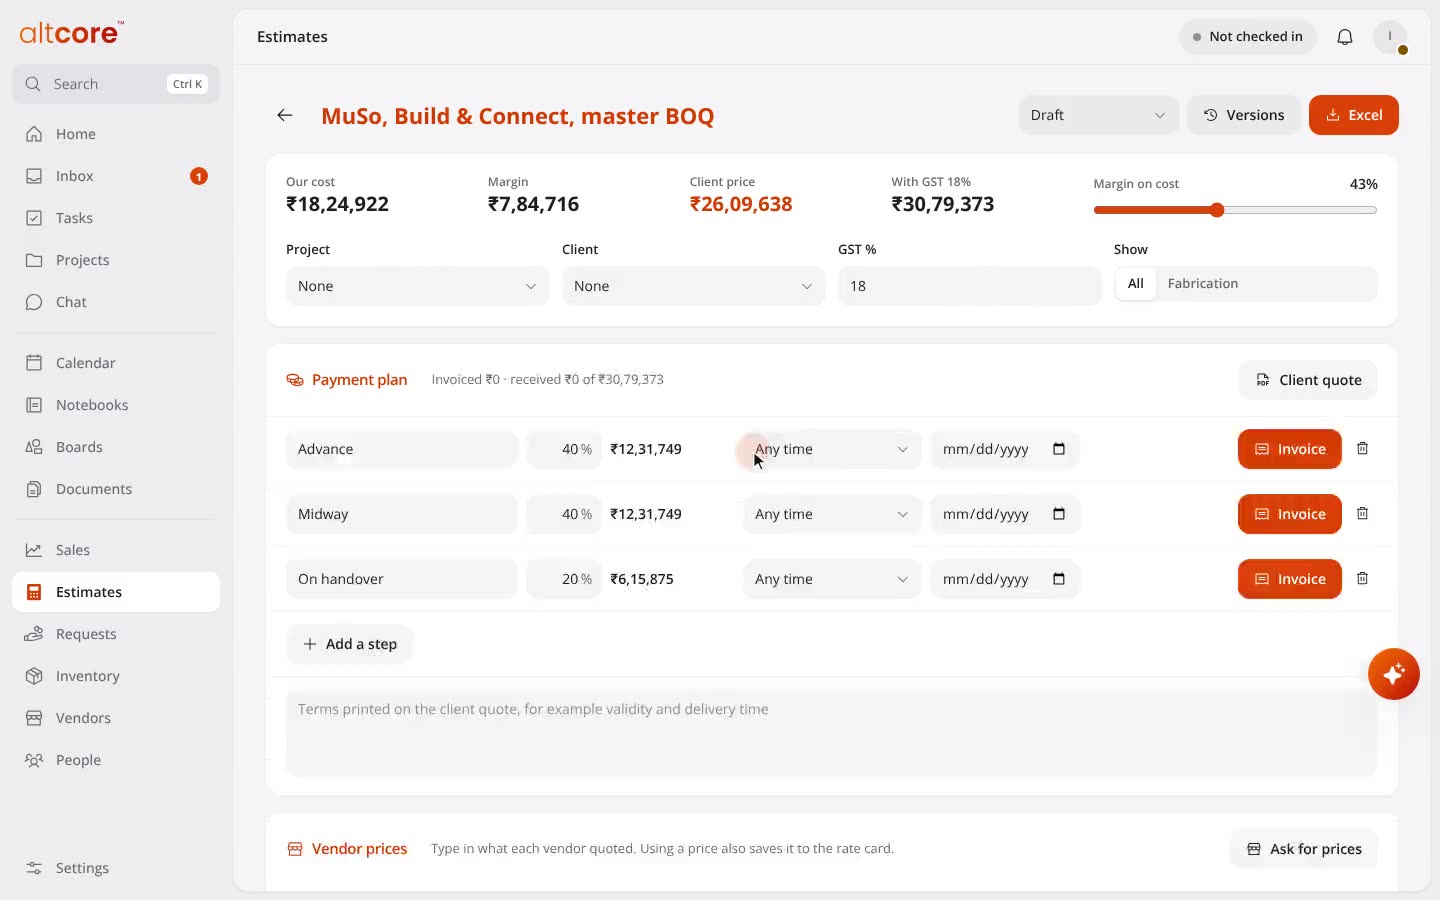 altcore™
Search Ctrl K
Home
Inbox 1
Tasks
Projects
Chat
Calendar
Notebooks
Boards
Documents
Sales
Estimates
Requests
Inventory
Vendors
People
Settings
Estimates
Not checked in
I
MuSo, Build & Connect, master BOQ
Draft
Versions
Excel
Our cost
₹18,24,922
Margin
₹7,84,716
Client price
₹26,09,638
With GST 18%
₹30,79,373
Margin on cost 43%
Project
None
Client
None
GST %
18
Show
All Fabrication
Payment plan Invoiced ₹0 · received ₹0 of ₹30,79,373
Client quote
Advance 40 % ₹12,31,749 Any time mm/dd/yyyy Invoice
Midway 40 % ₹12,31,749 Any time mm/dd/yyyy Invoice
On handover 20 % ₹6,15,875 Any time mm/dd/yyyy Invoice
+ Add a step
Terms printed on the client quote, for example validity and delivery time
Vendor prices Type in what each vendor quoted. Using a price also saves it to the rate card.
Ask for prices